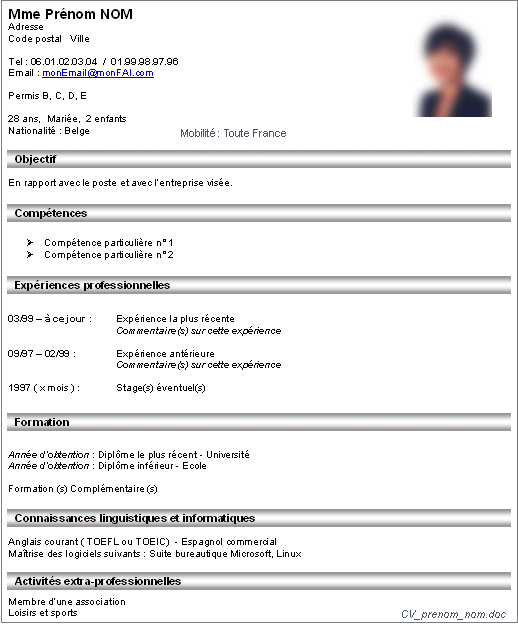 Mme Prénom NOM
Adresse
Code postal Ville
Tel : 06.01.02.03.04 / 01.99.98.97.96
Email : monEmail@monFAI.com
Permis B, C, D, E
28 ans, Mariée, 2 enfants
Nationalité : Belge
Mobilité : Toute France
Objectif
En rapport avec le poste et avec l'entreprise visée.
Compétences
➢ Compétence particulière n° 1
➢ Compétence particulière n° 2
Expériences professionnelles
03/99 – à ce jour : Expérience la plus récente
Commentaire(s) sur cette expérience
09/97 – 02/99 : Expérience antérieure
Commentaire(s) sur cette expérience
1997 ( x mois ) : Stage(s) éventuel(s)
Formation
Année d'obtention : Diplôme le plus récent - Université
Année d'obtention : Diplôme inférieur - Ecole
Formation (s) Complémentaire (s)
Connaissances linguistiques et informatiques
Anglais courant ( TOEFL ou TOEIC) - Espagnol commercial
Maîtrise des logiciels suivants : Suite bureautique Microsoft, Linux
Activités extra-professionnelles
Membre d'une association
Loisirs et sports
CV_prenom_nom.doc